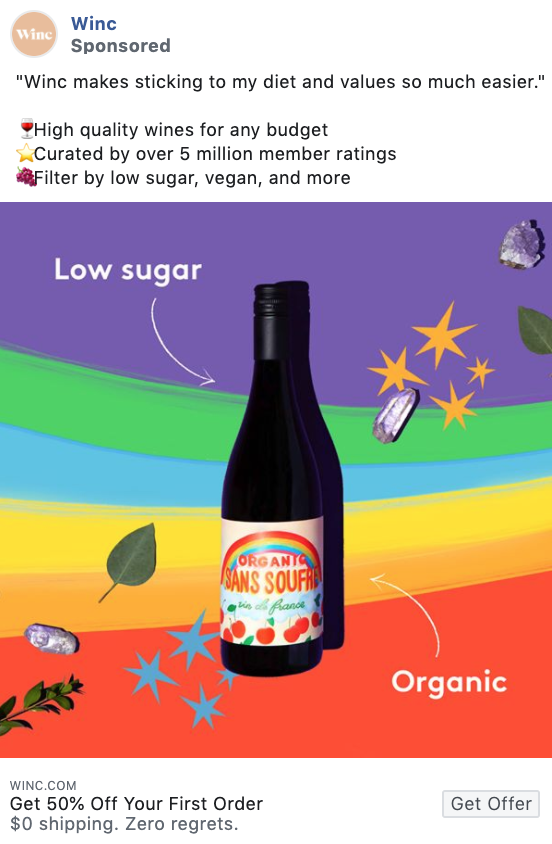 Winc
Winc
Sponsored
"Winc makes sticking to my diet and values so much easier."
🍷High quality wines for any budget
⭐Curated by over 5 million member ratings
🍇Filter by low sugar, vegan, and more
Low sugar
ORGANIC
SANS SOUFRE
vin de france
Organic
WINC.COM
Get 50% Off Your First Order
Get Offer
$0 shipping. Zero regrets.